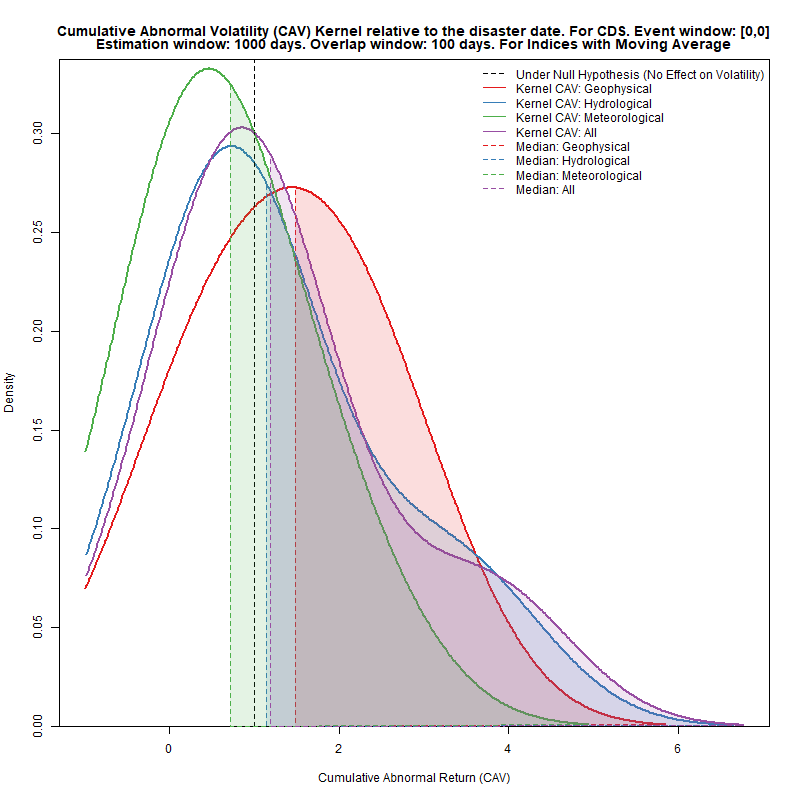 Cumulative Abnormal Volatility (CAV) Kernel relative to the disaster date. For CDS. Event window: [0,0]
Estimation window: 1000 days. Overlap window: 100 days. For Indices with Moving Average
Under Null Hypothesis (No Effect on Volatility)
Kernel CAV: Geophysical
Kernel CAV: Hydrological
Kernel CAV: Meteorological
Kernel CAV: All
Median: Geophysical
Median: Hydrological
Median: Meteorological
Median: All
Density
0.30
0.25
0.20
0.15
0.10
0.05
0.00
0 2 4 6
Cumulative Abnormal Return (CAV)